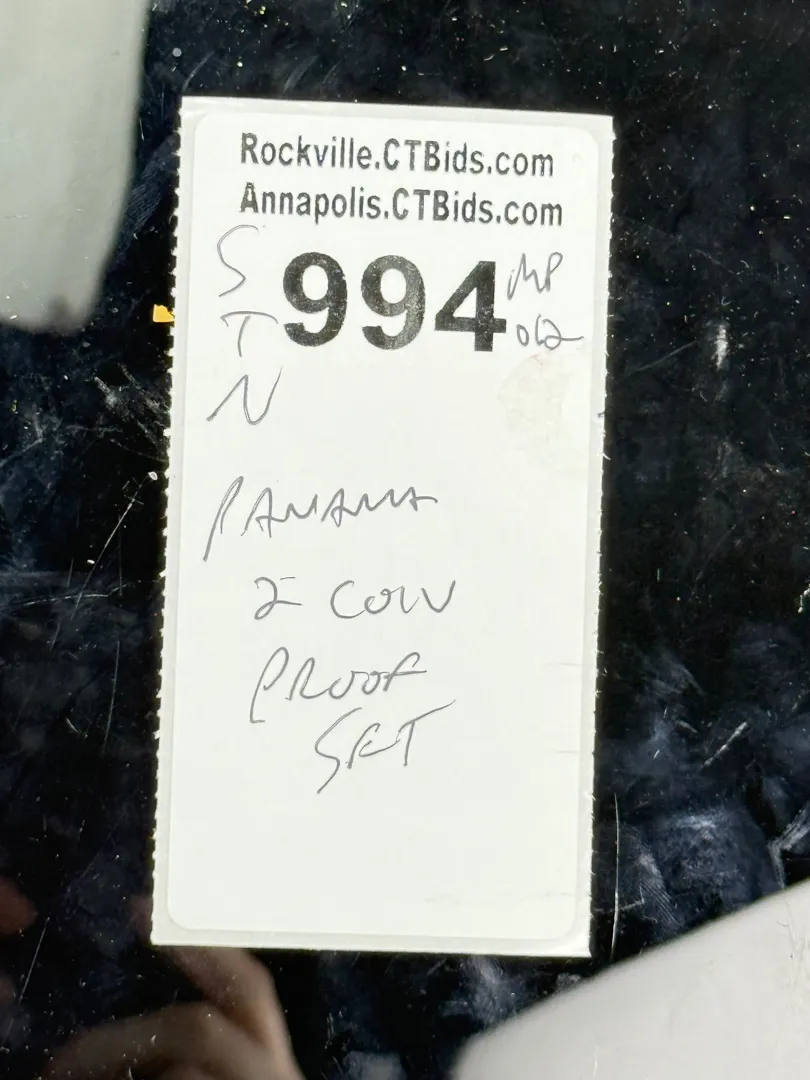 Rockville.CTBids.com
Annapolis.CTBids.com
S
T
N
994
MP
012
PANAMA
2 COIN
PROOF
SET